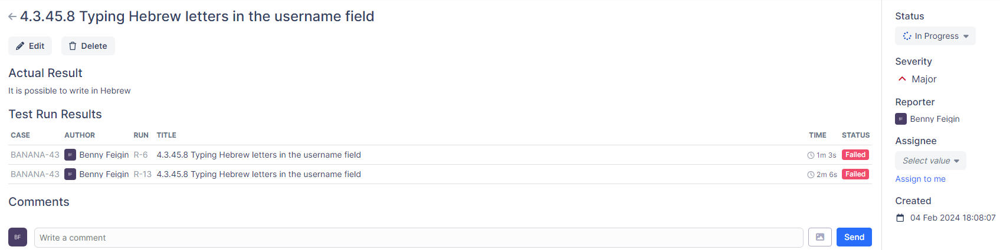 4.3.45.8 Typing Hebrew letters in the username field
Edit Delete
Actual Result
It is possible to write in Hebrew
Test Run Results
CASE AUTHOR RUN TITLE TIME STATUS
BANANA-43 BF Benny Feigin R-6 4.3.45.8 Typing Hebrew letters in the username field 1m 3s Failed
BANANA-43 BF Benny Feigin R-13 4.3.45.8 Typing Hebrew letters in the username field 2m 6s Failed
Comments
BF Write a comment Send
Status
In Progress
Severity
Major
Reporter
BF Benny Feigin
Assignee
Select value
Assign to me
Created
04 Feb 2024 18:08:07